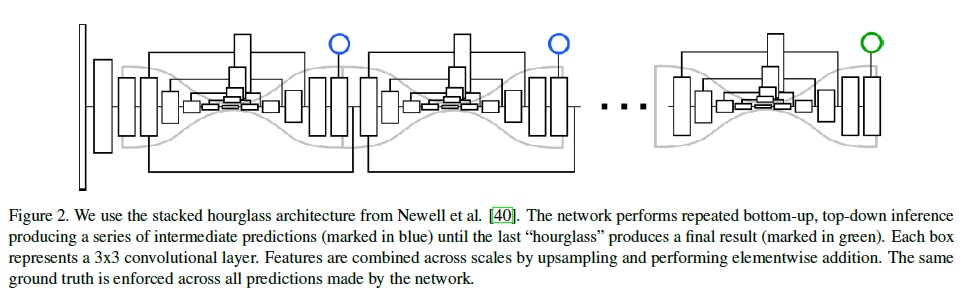 Figure 2. We use the stacked hourglass architecture from Newell et al. [40]. The network performs repeated bottom-up, top-down inference
producing a series of intermediate predictions (marked in blue) until the last “hourglass” produces a final result (marked in green). Each box
represents a 3x3 convolutional layer. Features are combined across scales by upsampling and performing elementwise addition. The same
ground truth is enforced across all predictions made by the network.